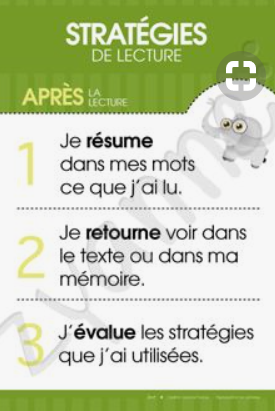 STRATÉGIES
DE LECTURE
APRÈS LA
LECTURE
1 Je résume
dans mes mots
ce que j'ai lu.
2 Je retourne voir dans
le texte ou dans ma
mémoire.
3 J'évalue les stratégies
que j'ai utilisées.